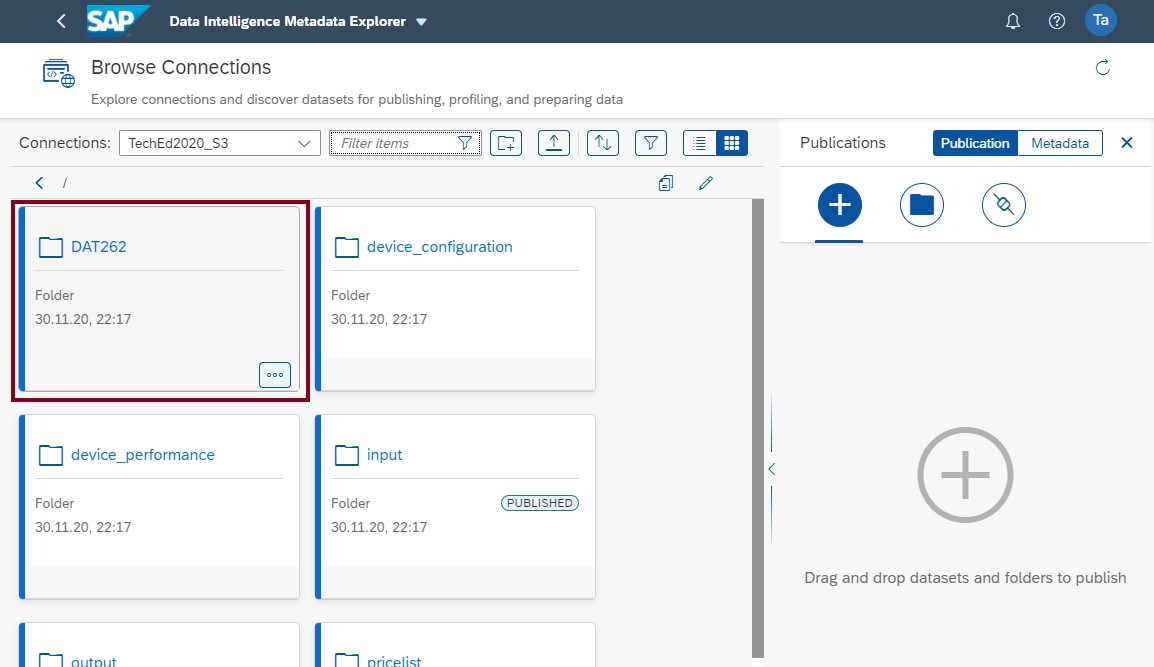 SAP Data Intelligence Metadata Explorer Ta
Browse Connections
Explore connections and discover datasets for publishing, profiling, and preparing data
Connections: TechEd2020_S3 Filter items
Publications Publication Metadata
/
DAT262
Folder
30.11.20, 22:17
device_configuration
Folder
30.11.20, 22:17
device_performance
Folder
30.11.20, 22:17
input
Folder PUBLISHED
30.11.20, 22:17
output
pricelist
Drag and drop datasets and folders to publish